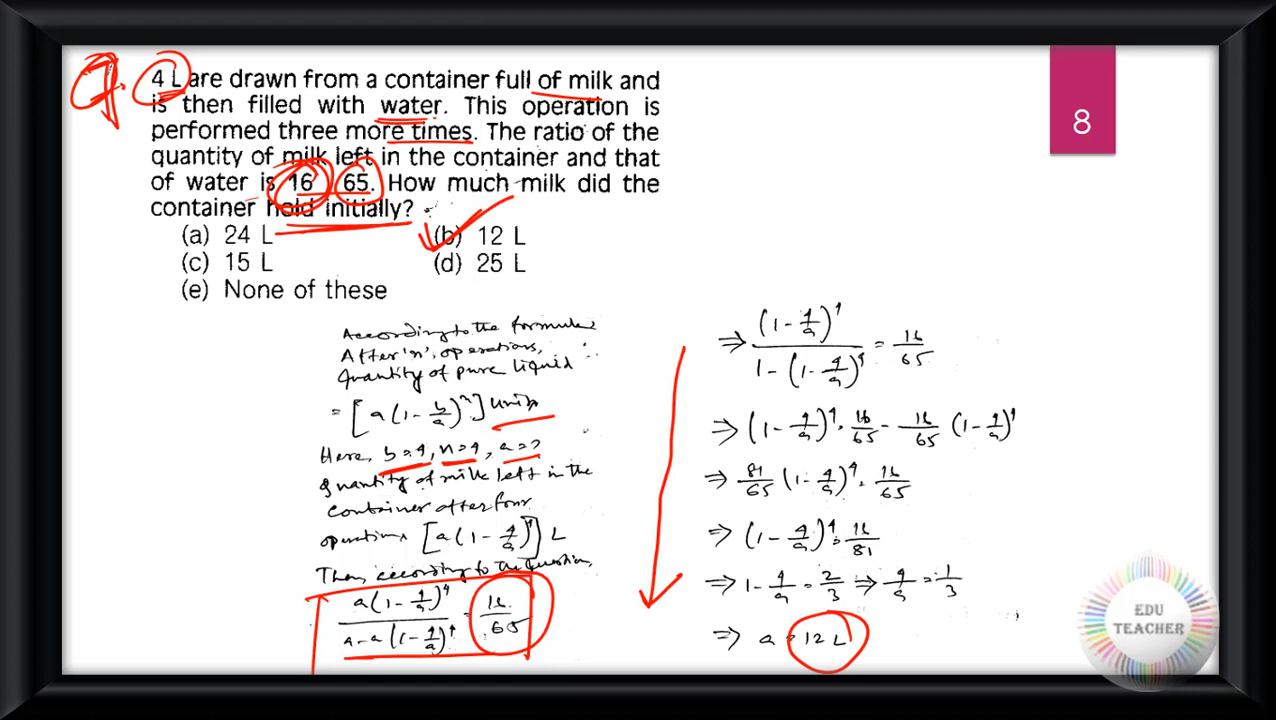 8
Q.
4 L are drawn from a container full of milk and
is then filled with water. This operation is
performed three more times. The ratio of the
quantity of milk left in the container and that
of water is 16 65. How much milk did the
container hold initially?
(a) 24 L (b) 12 L
(c) 15 L (d) 25 L
(e) None of these
According to the formula
After 'n', operations,
Quantity of pure liquid
= [a(1 - b/a)^n] units
Here, b=4, n=4, a=?
Quantity of milk left in the
container after four
operations [a(1 - 4/a)^4] L
Then, according to the question,
a(1 - 4/a)^4 / a - a(1 - 4/a)^4 = 16/65
⇒ (1 - 4/a)^4 / 1 - (1 - 4/a)^4 = 16/65
⇒ (1 - 4/a)^4 = 16/65 - 16/65 (1 - 4/a)^4
⇒ 81/65 (1 - 4/a)^4 = 16/65
⇒ (1 - 4/a)^4 = 16/81
⇒ 1 - 4/a = 2/3 ⇒ 4/a = 1/3
⇒ a = 12 L
EDU
TEACHER